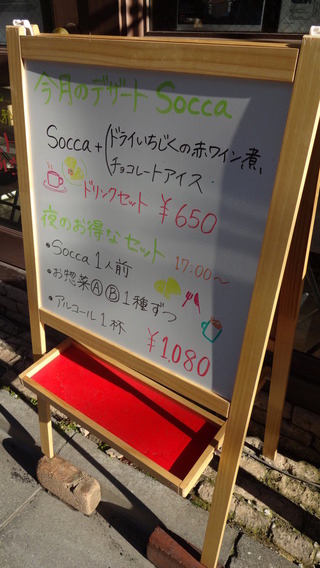 今月のデザート Socca
Socca + (ドライいちじくの赤ワイン煮、
チョコレートアイス.
ドリンクセット ¥650
夜のお得なセット 17:00〜
・Socca 1人前
・お惣菜ⒶⒷ1種ずつ
・アルコール1杯
¥1,080